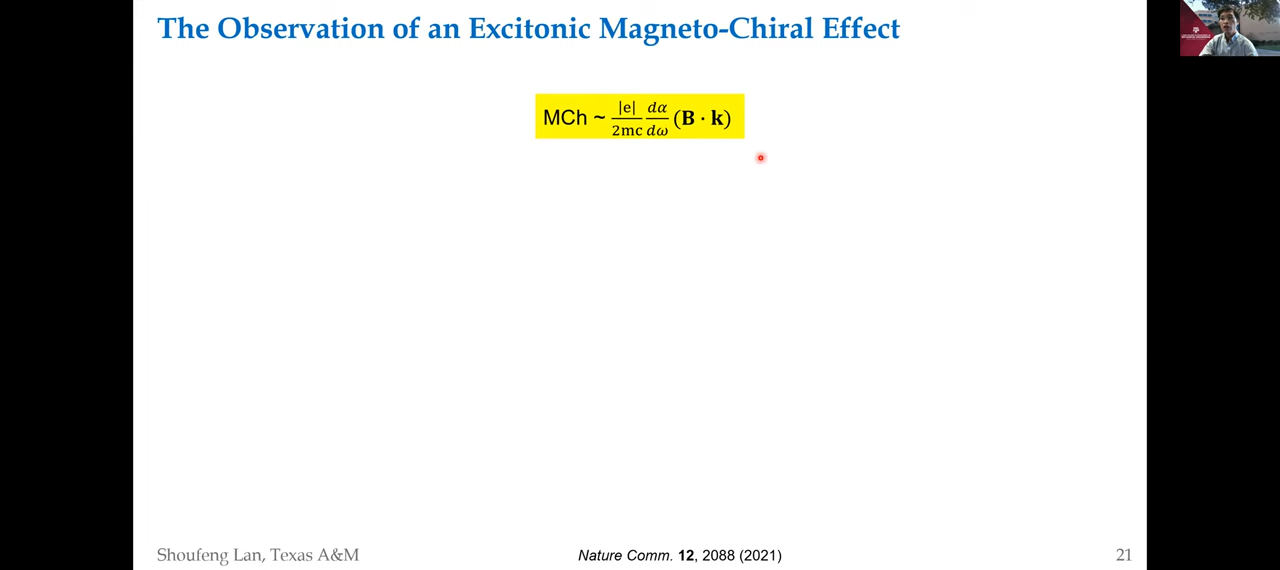 The Observation of an Excitonic Magneto-Chiral Effect
MCh ~ |e|/2mc dα/dω (B · k)
Shoufeng Lan, Texas A&M
Nature Comm. 12, 2088 (2021)
21